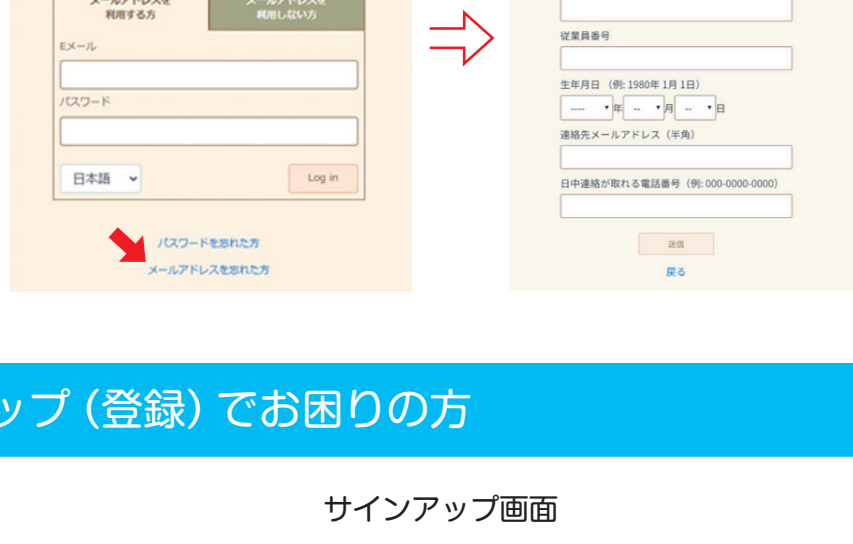 メールアドレスを
利用する方
メールアドレスを
利用しない方
Eメール
パスワード
日本語
Log in
パスワードを忘れた方
メールアドレスを忘れた方
従業員番号
生年月日 （例: 1980年 1月 1日）
---- 年 -- 月 -- 日
連絡先メールアドレス（半角）
日中連絡が取れる電話番号（例: 000-0000-0000）
送信
戻る
ップ（登録）でお困りの方
サインアップ画面